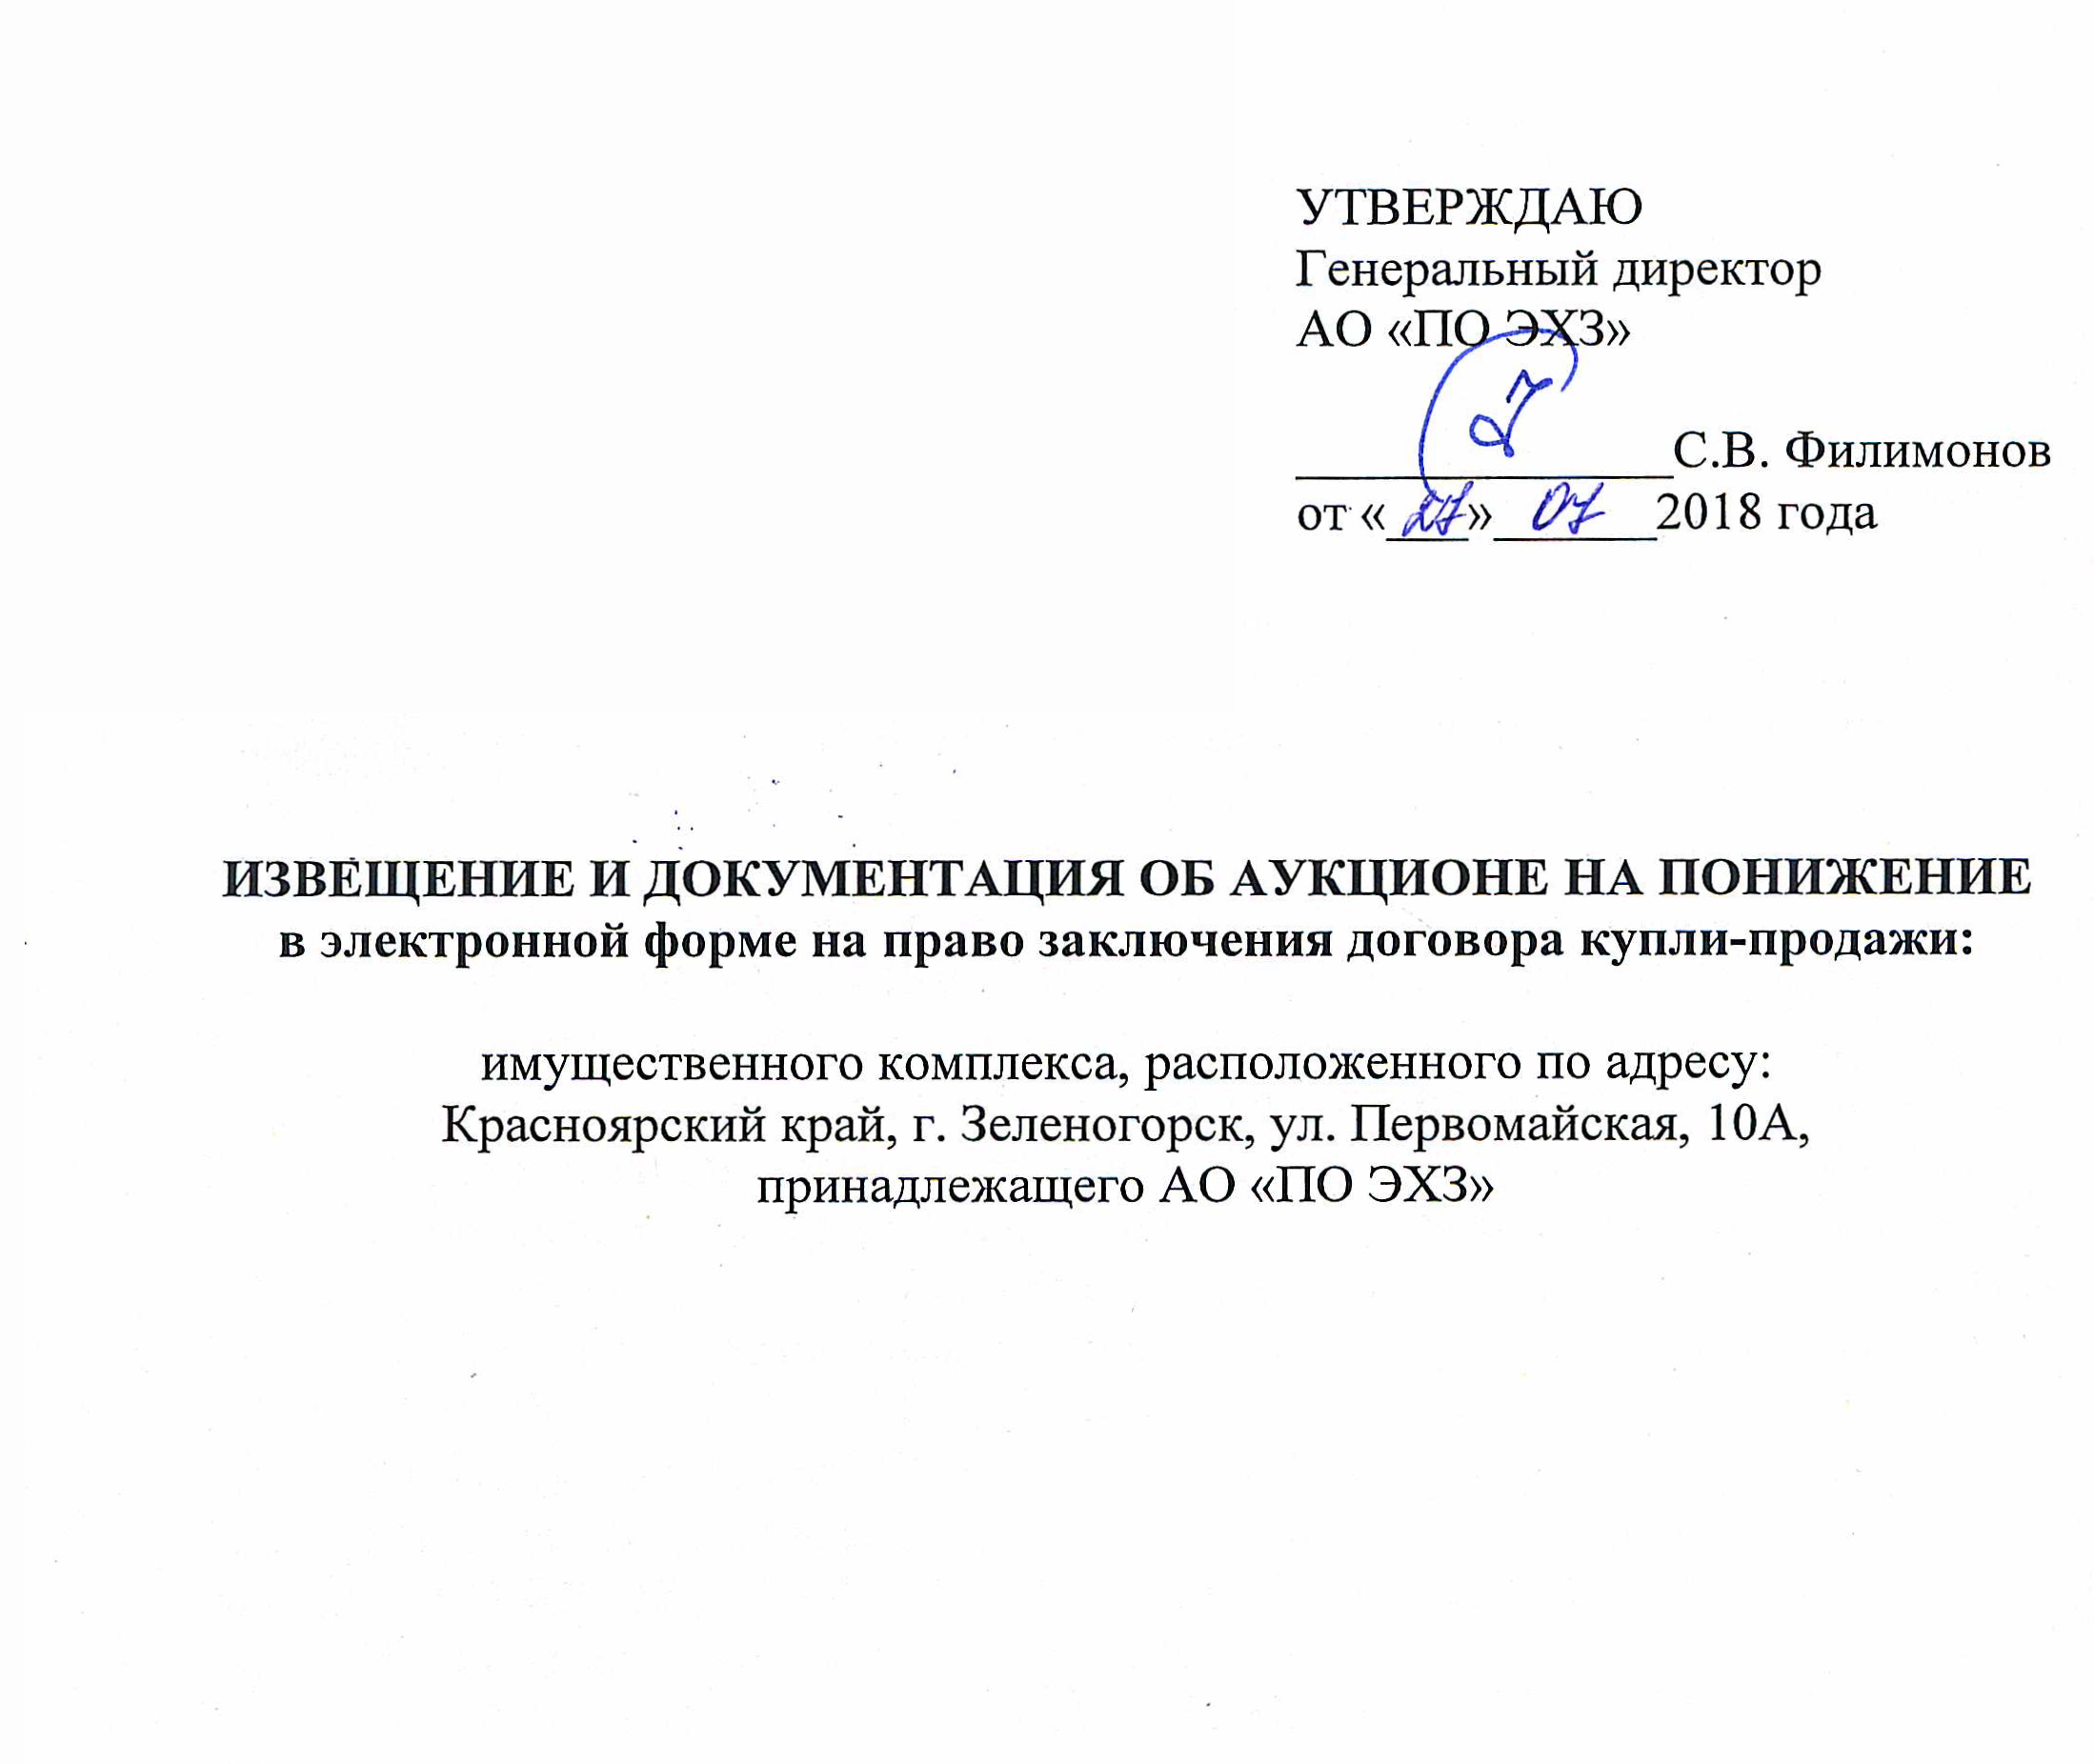 УТВЕРЖДАЮ
Генеральный директор
АО «ПО ЭХЗ»
____________С.В. Филимонов
от «27» 07 2018 года
ИЗВЕЩЕНИЕ И ДОКУМЕНТАЦИЯ ОБ АУКЦИОНЕ НА ПОНИЖЕНИЕ
в электронной форме на право заключения договора купли-продажи:
имущественного комплекса, расположенного по адресу:
Красноярский край, г. Зеленогорск, ул. Первомайская, 10А,
принадлежащего АО «ПО ЭХЗ»